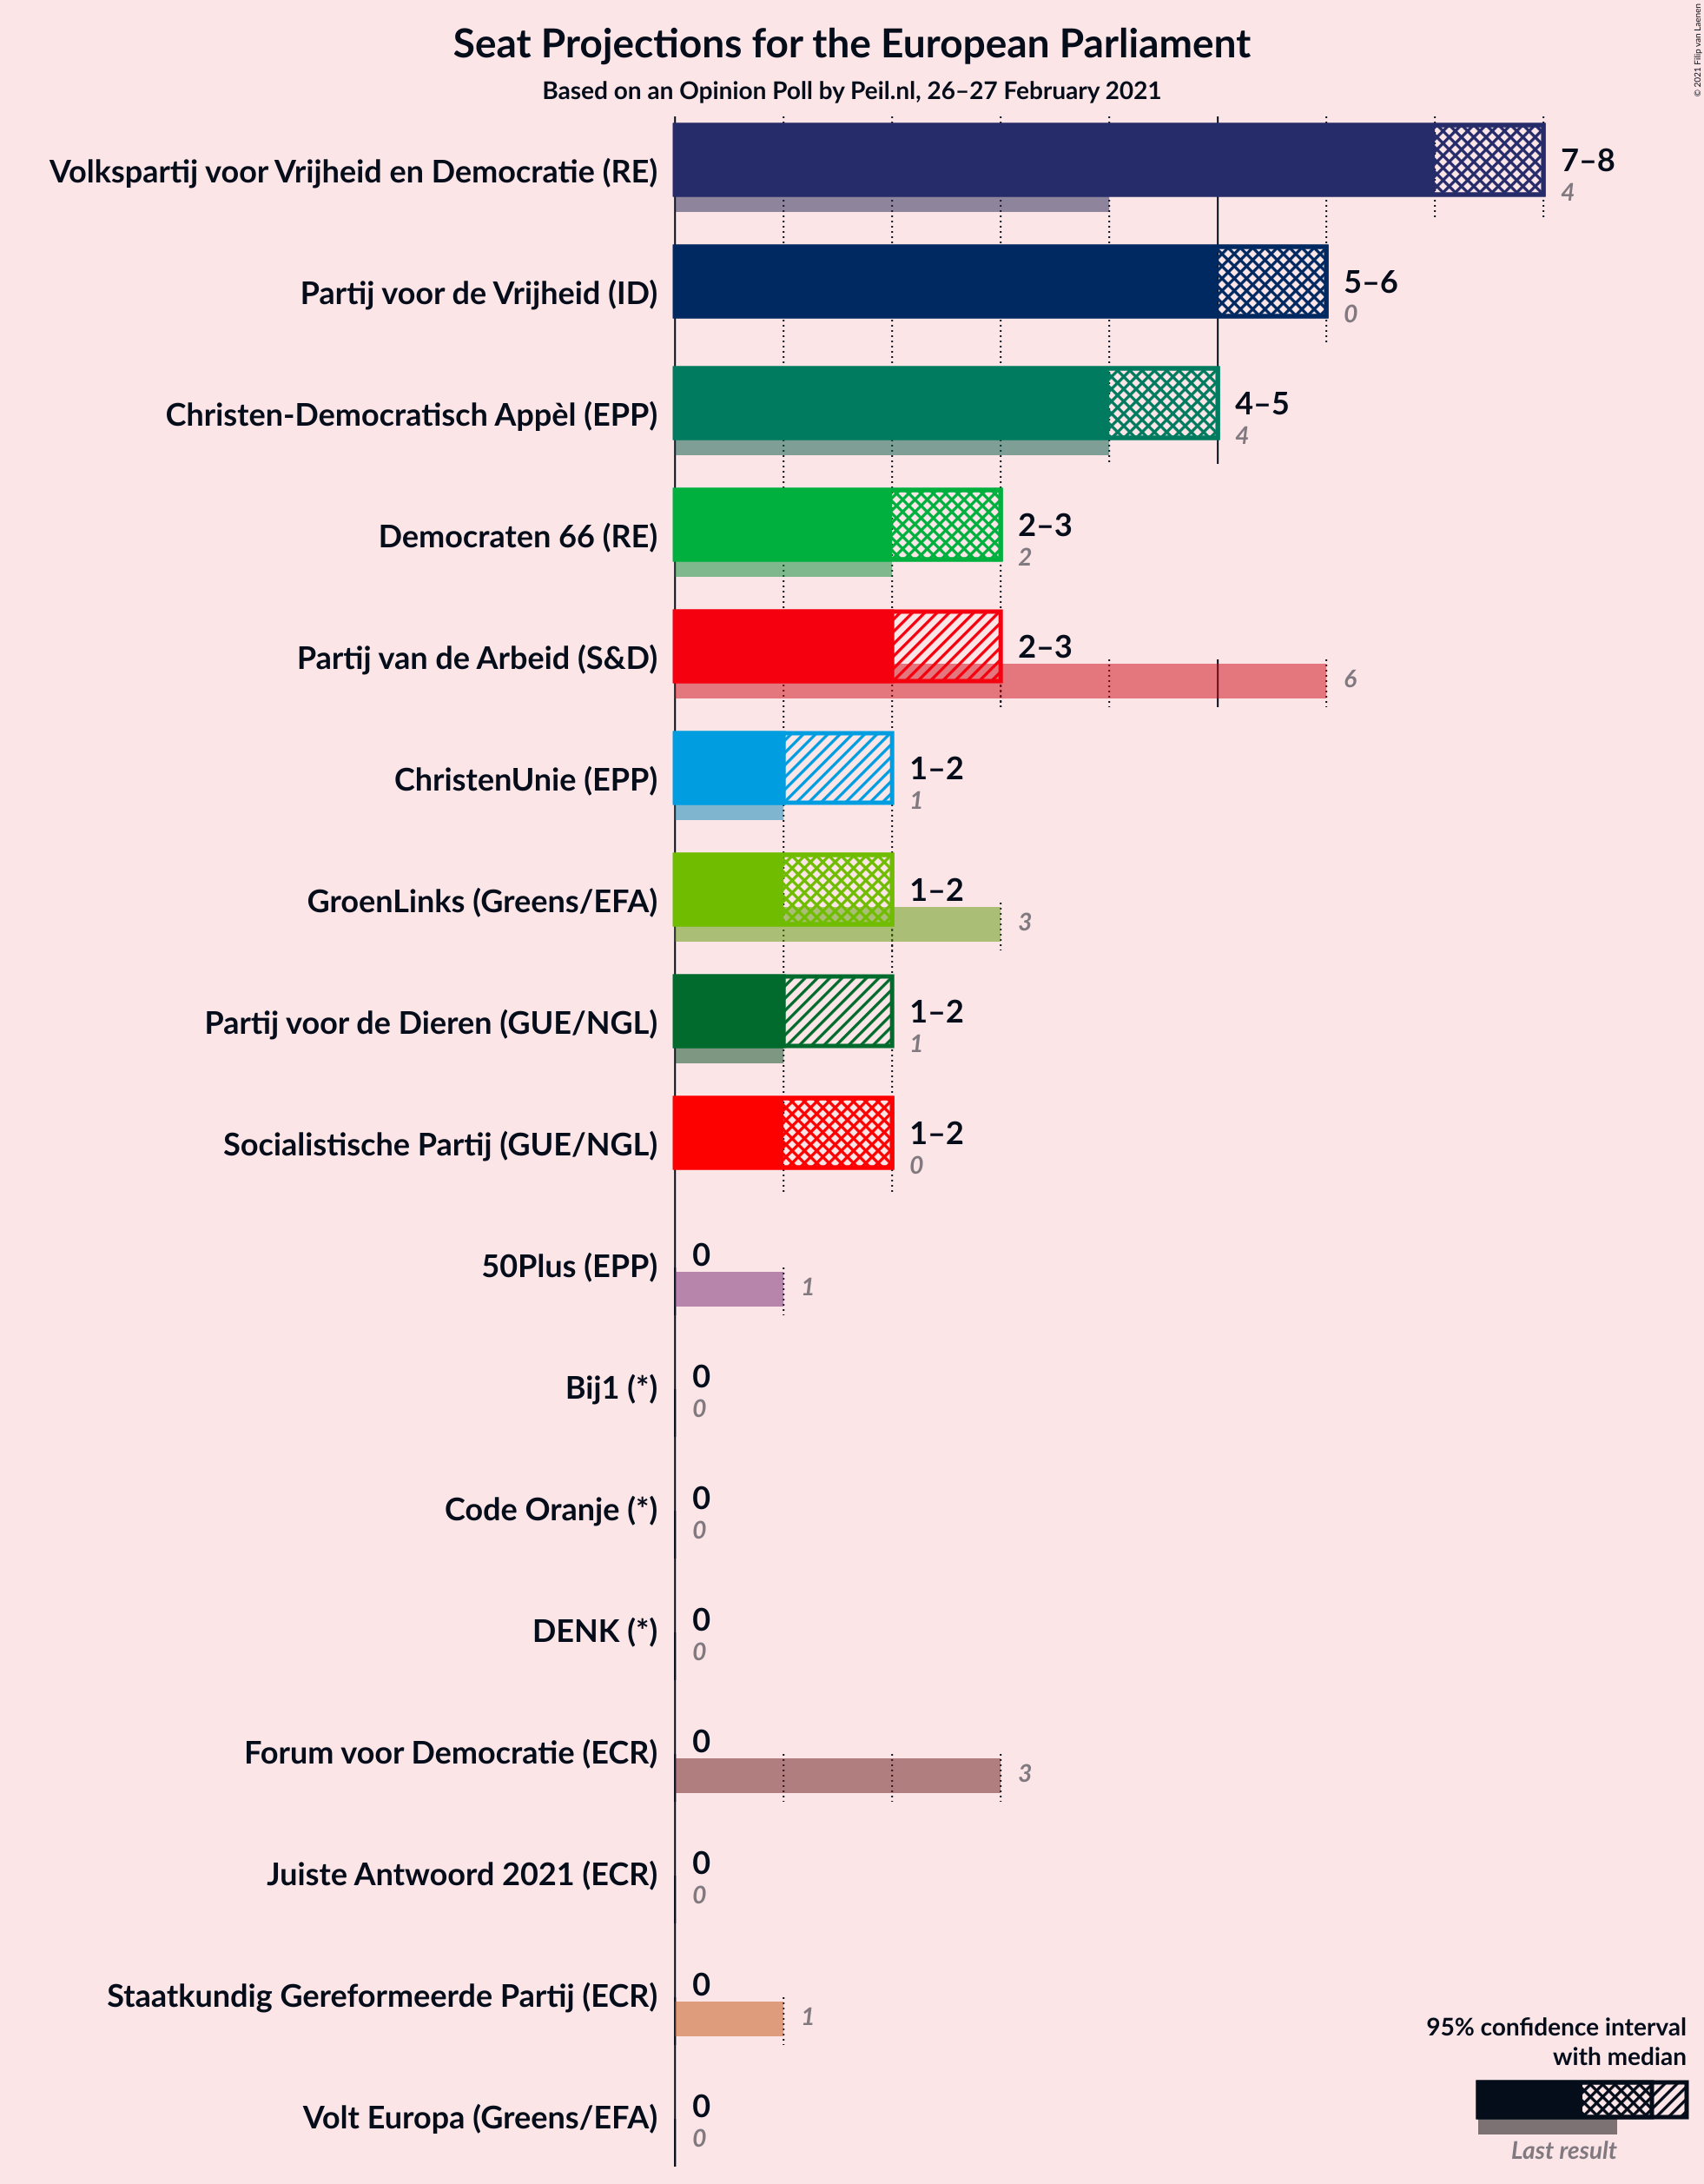 Seat Projections for the European Parliament
Based on an Opinion Poll by Peil.nl, 26–27 February 2021
© 2021 Filip van Laenen
Volkspartij voor Vrijheid en Democratie (RE)
7–8
4
Partij voor de Vrijheid (ID)
5–6
0
Christen-Democratisch Appèl (EPP)
4–5
4
Democraten 66 (RE)
2–3
2
Partij van de Arbeid (S&D)
2–3
6
ChristenUnie (EPP)
1–2
1
GroenLinks (Greens/EFA)
1–2
3
Partij voor de Dieren (GUE/NGL)
1–2
1
Socialistische Partij (GUE/NGL)
1–2
0
50Plus (EPP)
0
1
Bij1 (*)
0
0
Code Oranje (*)
0
0
DENK (*)
0
0
Forum voor Democratie (ECR)
0
3
Juiste Antwoord 2021 (ECR)
0
0
Staatkundig Gereformeerde Partij (ECR)
0
1
Volt Europa (Greens/EFA)
0
0
95% confidence interval
with median
Last result